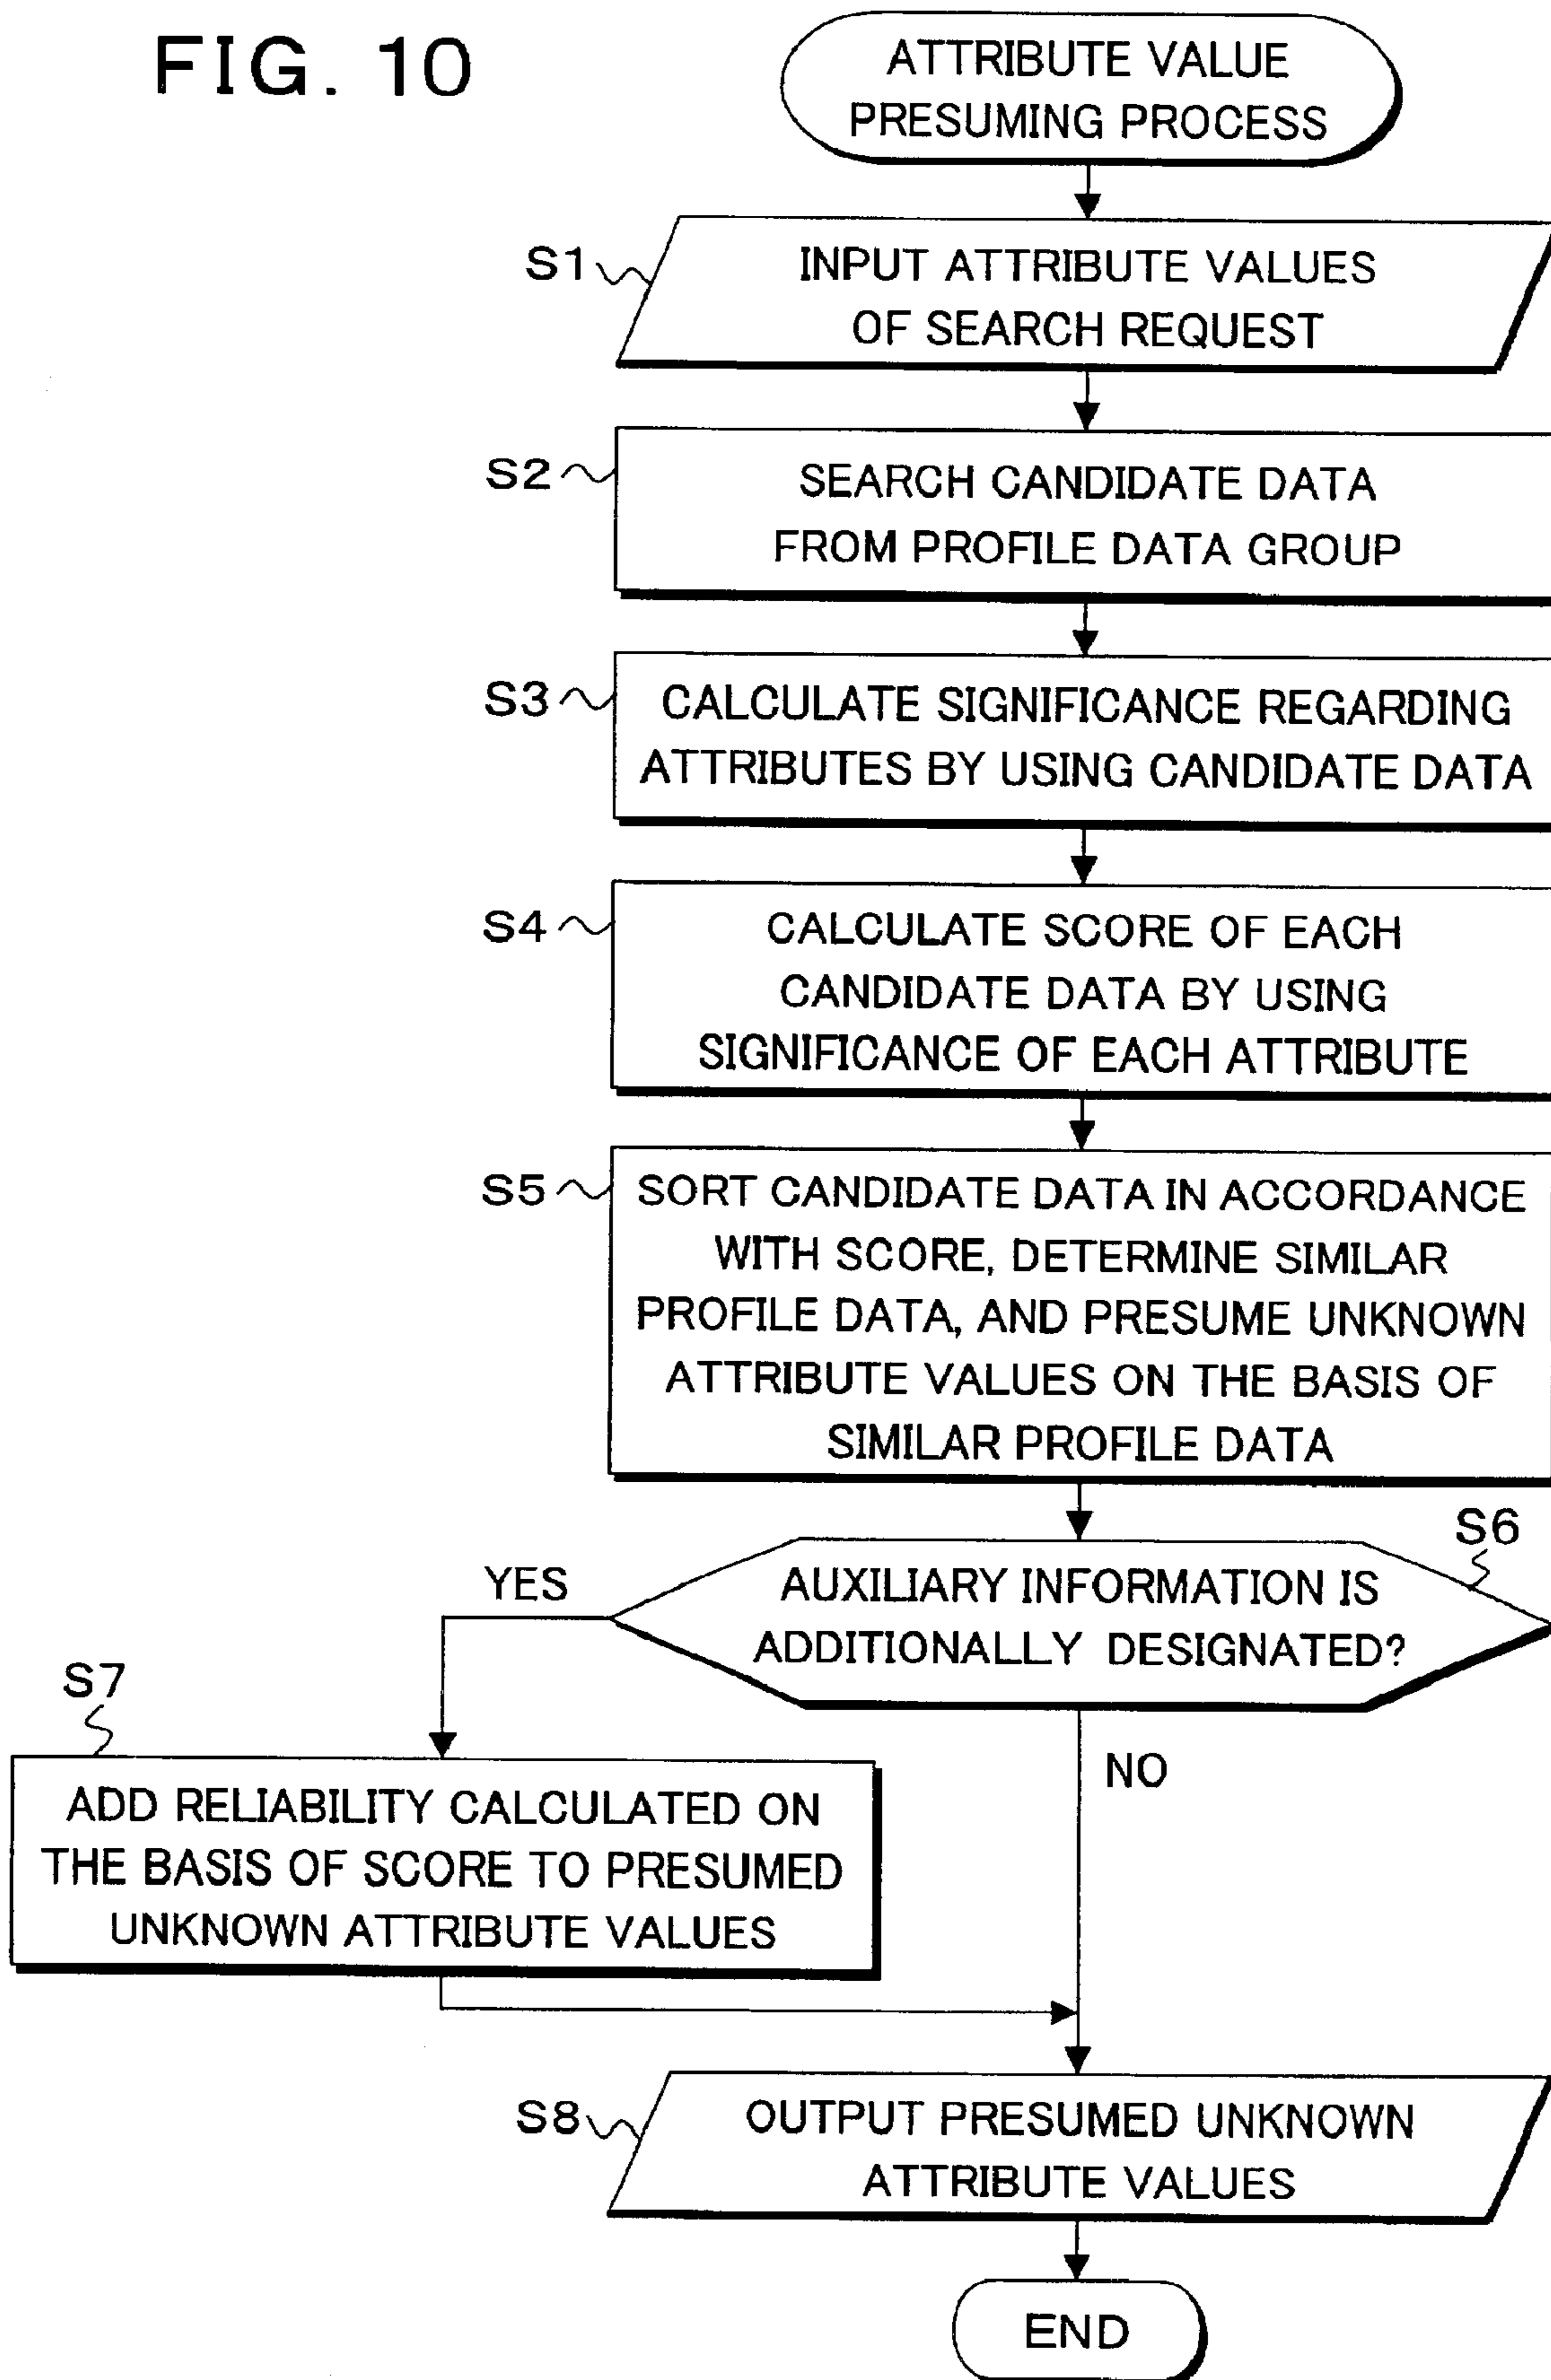 FIG. 10
ATTRIBUTE VALUE
PRESUMING PROCESS
S1
INPUT ATTRIBUTE VALUES
OF SEARCH REQUEST
S2
SEARCH CANDIDATE DATA
FROM PROFILE DATA GROUP
S3
CALCULATE SIGNIFICANCE REGARDING
ATTRIBUTES BY USING CANDIDATE DATA
S4
CALCULATE SCORE OF EACH
CANDIDATE DATA BY USING
SIGNIFICANCE OF EACH ATTRIBUTE
S5
SORT CANDIDATE DATA IN ACCORDANCE
WITH SCORE, DETERMINE SIMILAR
PROFILE DATA, AND PRESUME UNKNOWN
ATTRIBUTE VALUES ON THE BASIS OF
SIMILAR PROFILE DATA
S6
AUXILIARY INFORMATION IS
ADDITIONALLY DESIGNATED?
YES
NO
S7
ADD RELIABILITY CALCULATED ON
THE BASIS OF SCORE TO PRESUMED
UNKNOWN ATTRIBUTE VALUES
S8
OUTPUT PRESUMED UNKNOWN
ATTRIBUTE VALUES
END